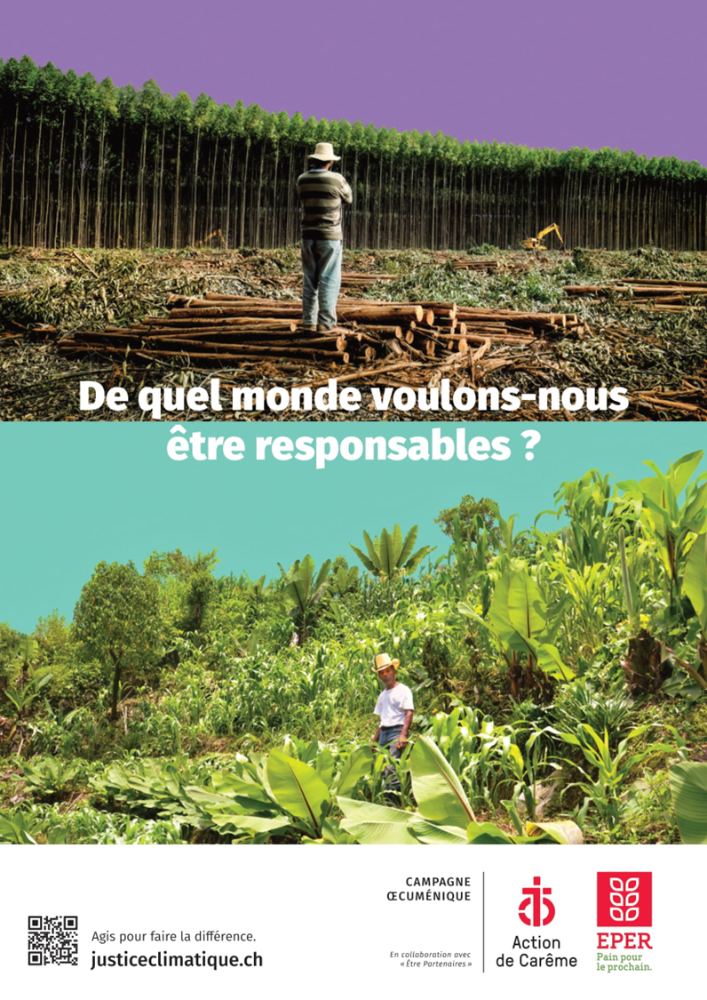 De quel monde voulons-nous
être responsables ?
CAMPAGNE
ŒCUMÉNIQUE
En collaboration avec
« Être Partenaires »
Agis pour faire la différence.
justiceclimatique.ch
Action
de Carême
EPER
Pain pour
le prochain.